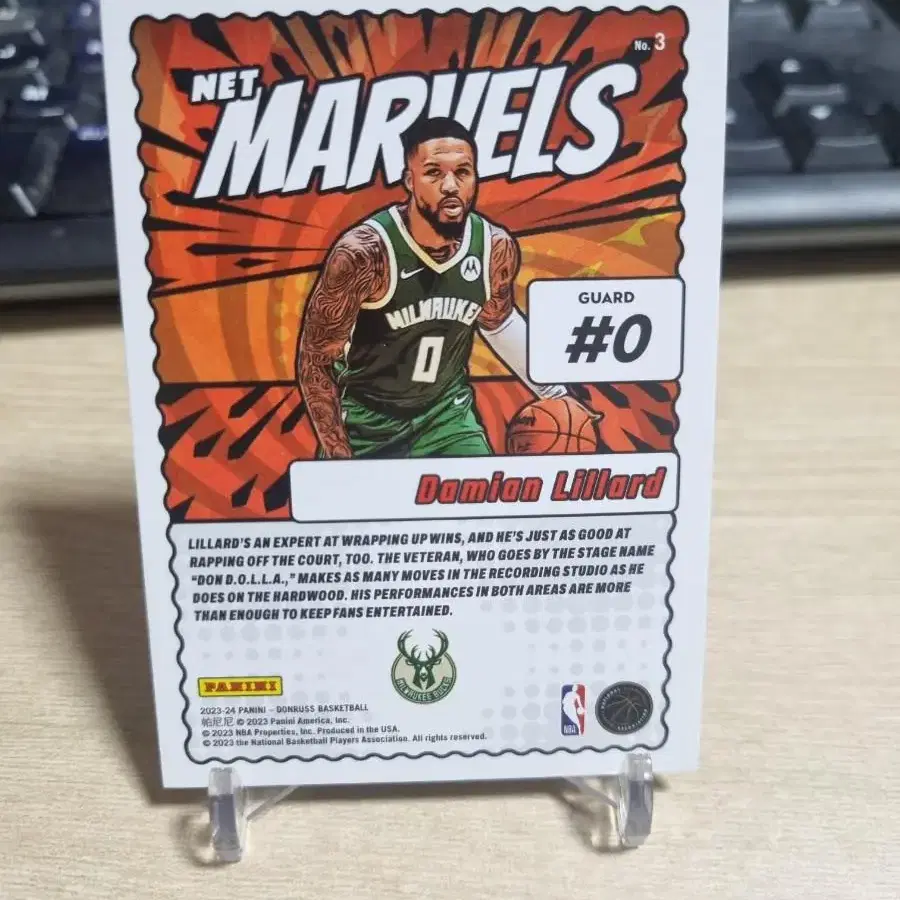 No. 3
NET
MARVELS
GUARD
#0
MILWAUKEE
0
Damian Lillard
LILLARD'S AN EXPERT AT WRAPPING UP WINS, AND HE'S JUST AS GOOD AT
RAPPING OFF THE COURT, TOO. THE VETERAN, WHO GOES BY THE STAGE NAME
"DON D.O.L.L.A.," MAKES AS MANY MOVES IN THE RECORDING STUDIO AS HE
DOES ON THE HARDWOOD. HIS PERFORMANCES IN BOTH AREAS ARE MORE
THAN ENOUGH TO KEEP FANS ENTERTAINED.
MILWAUKEE BUCKS
PANINI
2023-24 PANINI – DONRUSS BASKETBALL
帕尼尼 © 2023 Panini America, Inc.
© 2023 NBA Properties, Inc. Produced in the USA.
© 2023 the National Basketball Players Association. All rights reserved.
NBA